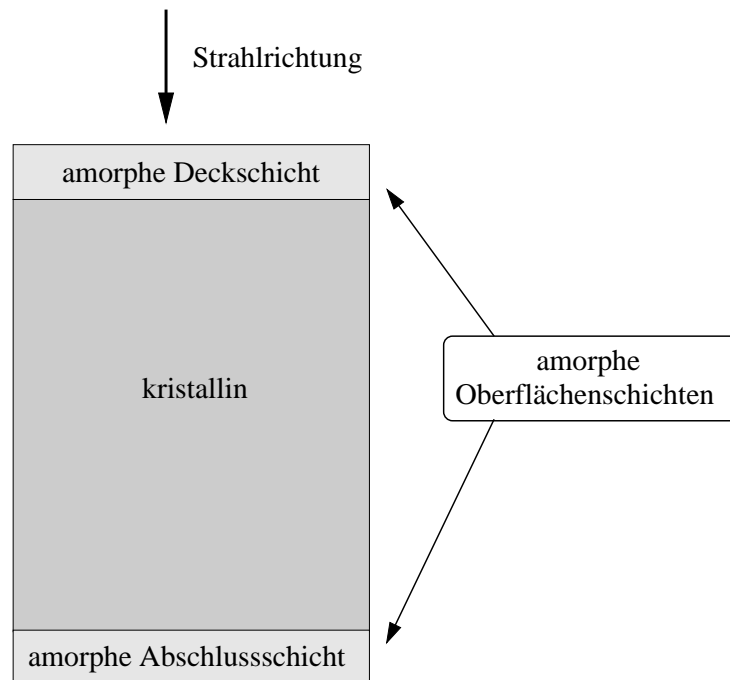 Strahlrichtung
amorphe Deckschicht
kristallin
amorphe
Oberflächenschichten
amorphe Abschlussschicht